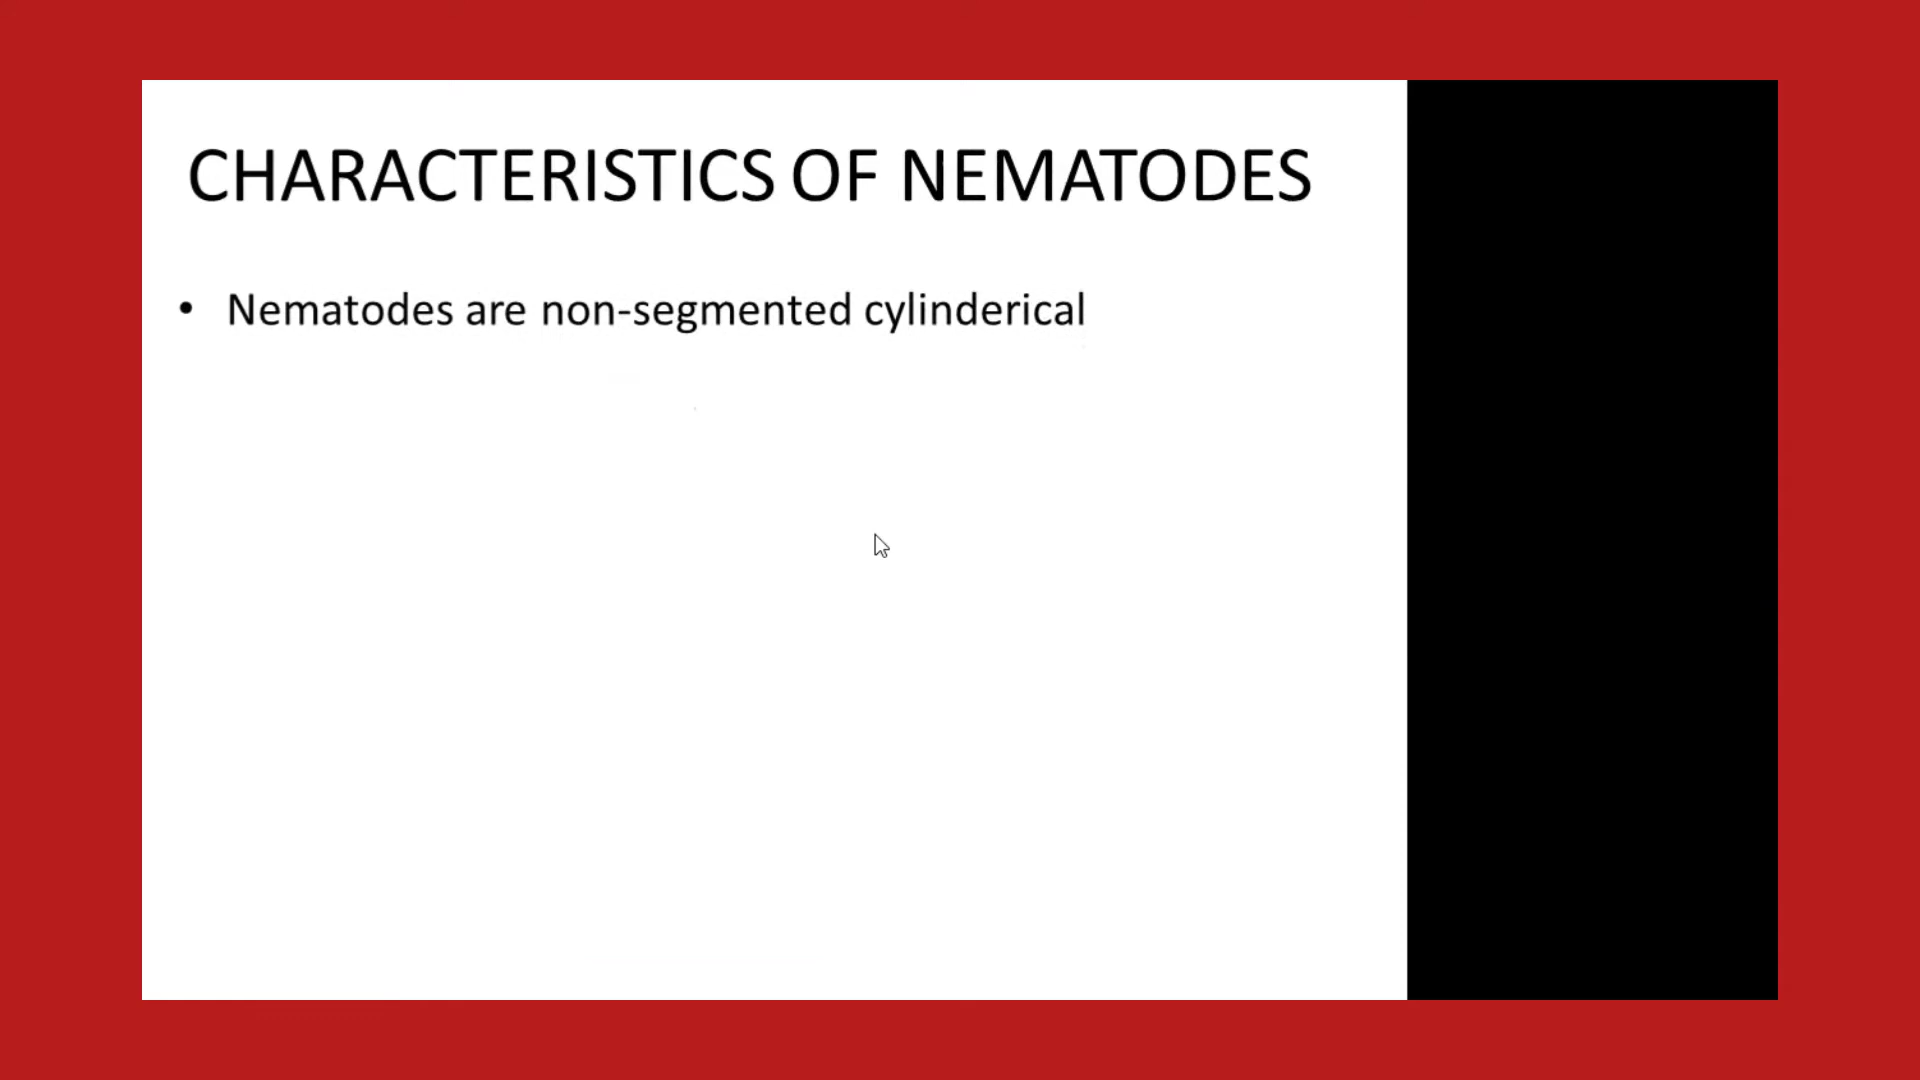 CHARACTERISTICS OF NEMATODES
• Nematodes are non-segmented cylinderical